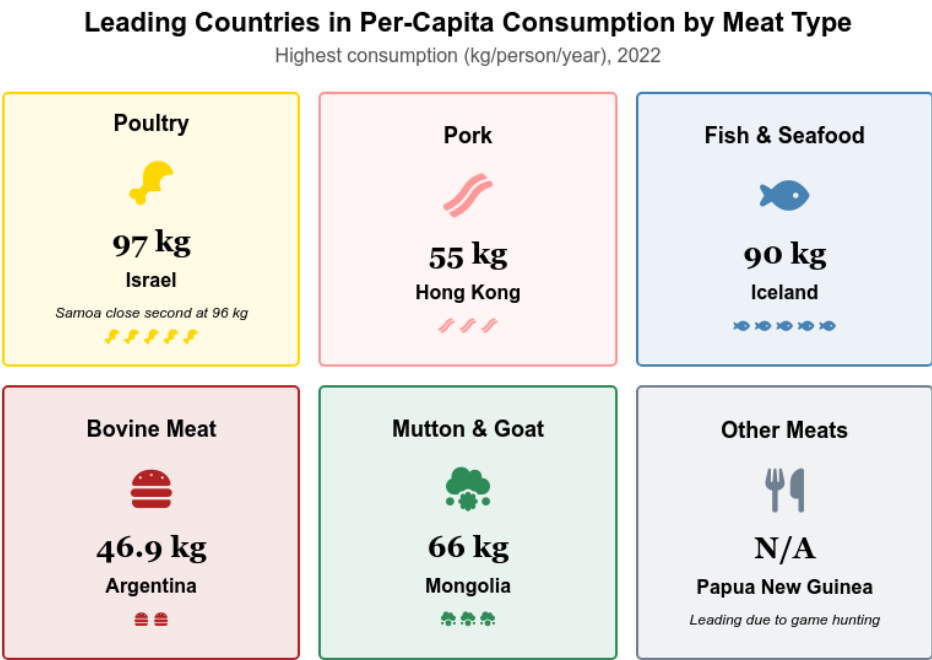 Leading Countries in Per-Capita Consumption by Meat Type
Highest consumption (kg/person/year), 2022
Poultry
97 kg
Israel
Samoa close second at 96 kg
Pork
55 kg
Hong Kong
Fish & Seafood
90 kg
Iceland
Bovine Meat
46.9 kg
Argentina
Mutton & Goat
66 kg
Mongolia
Other Meats
N/A
Papua New Guinea
Leading due to game hunting